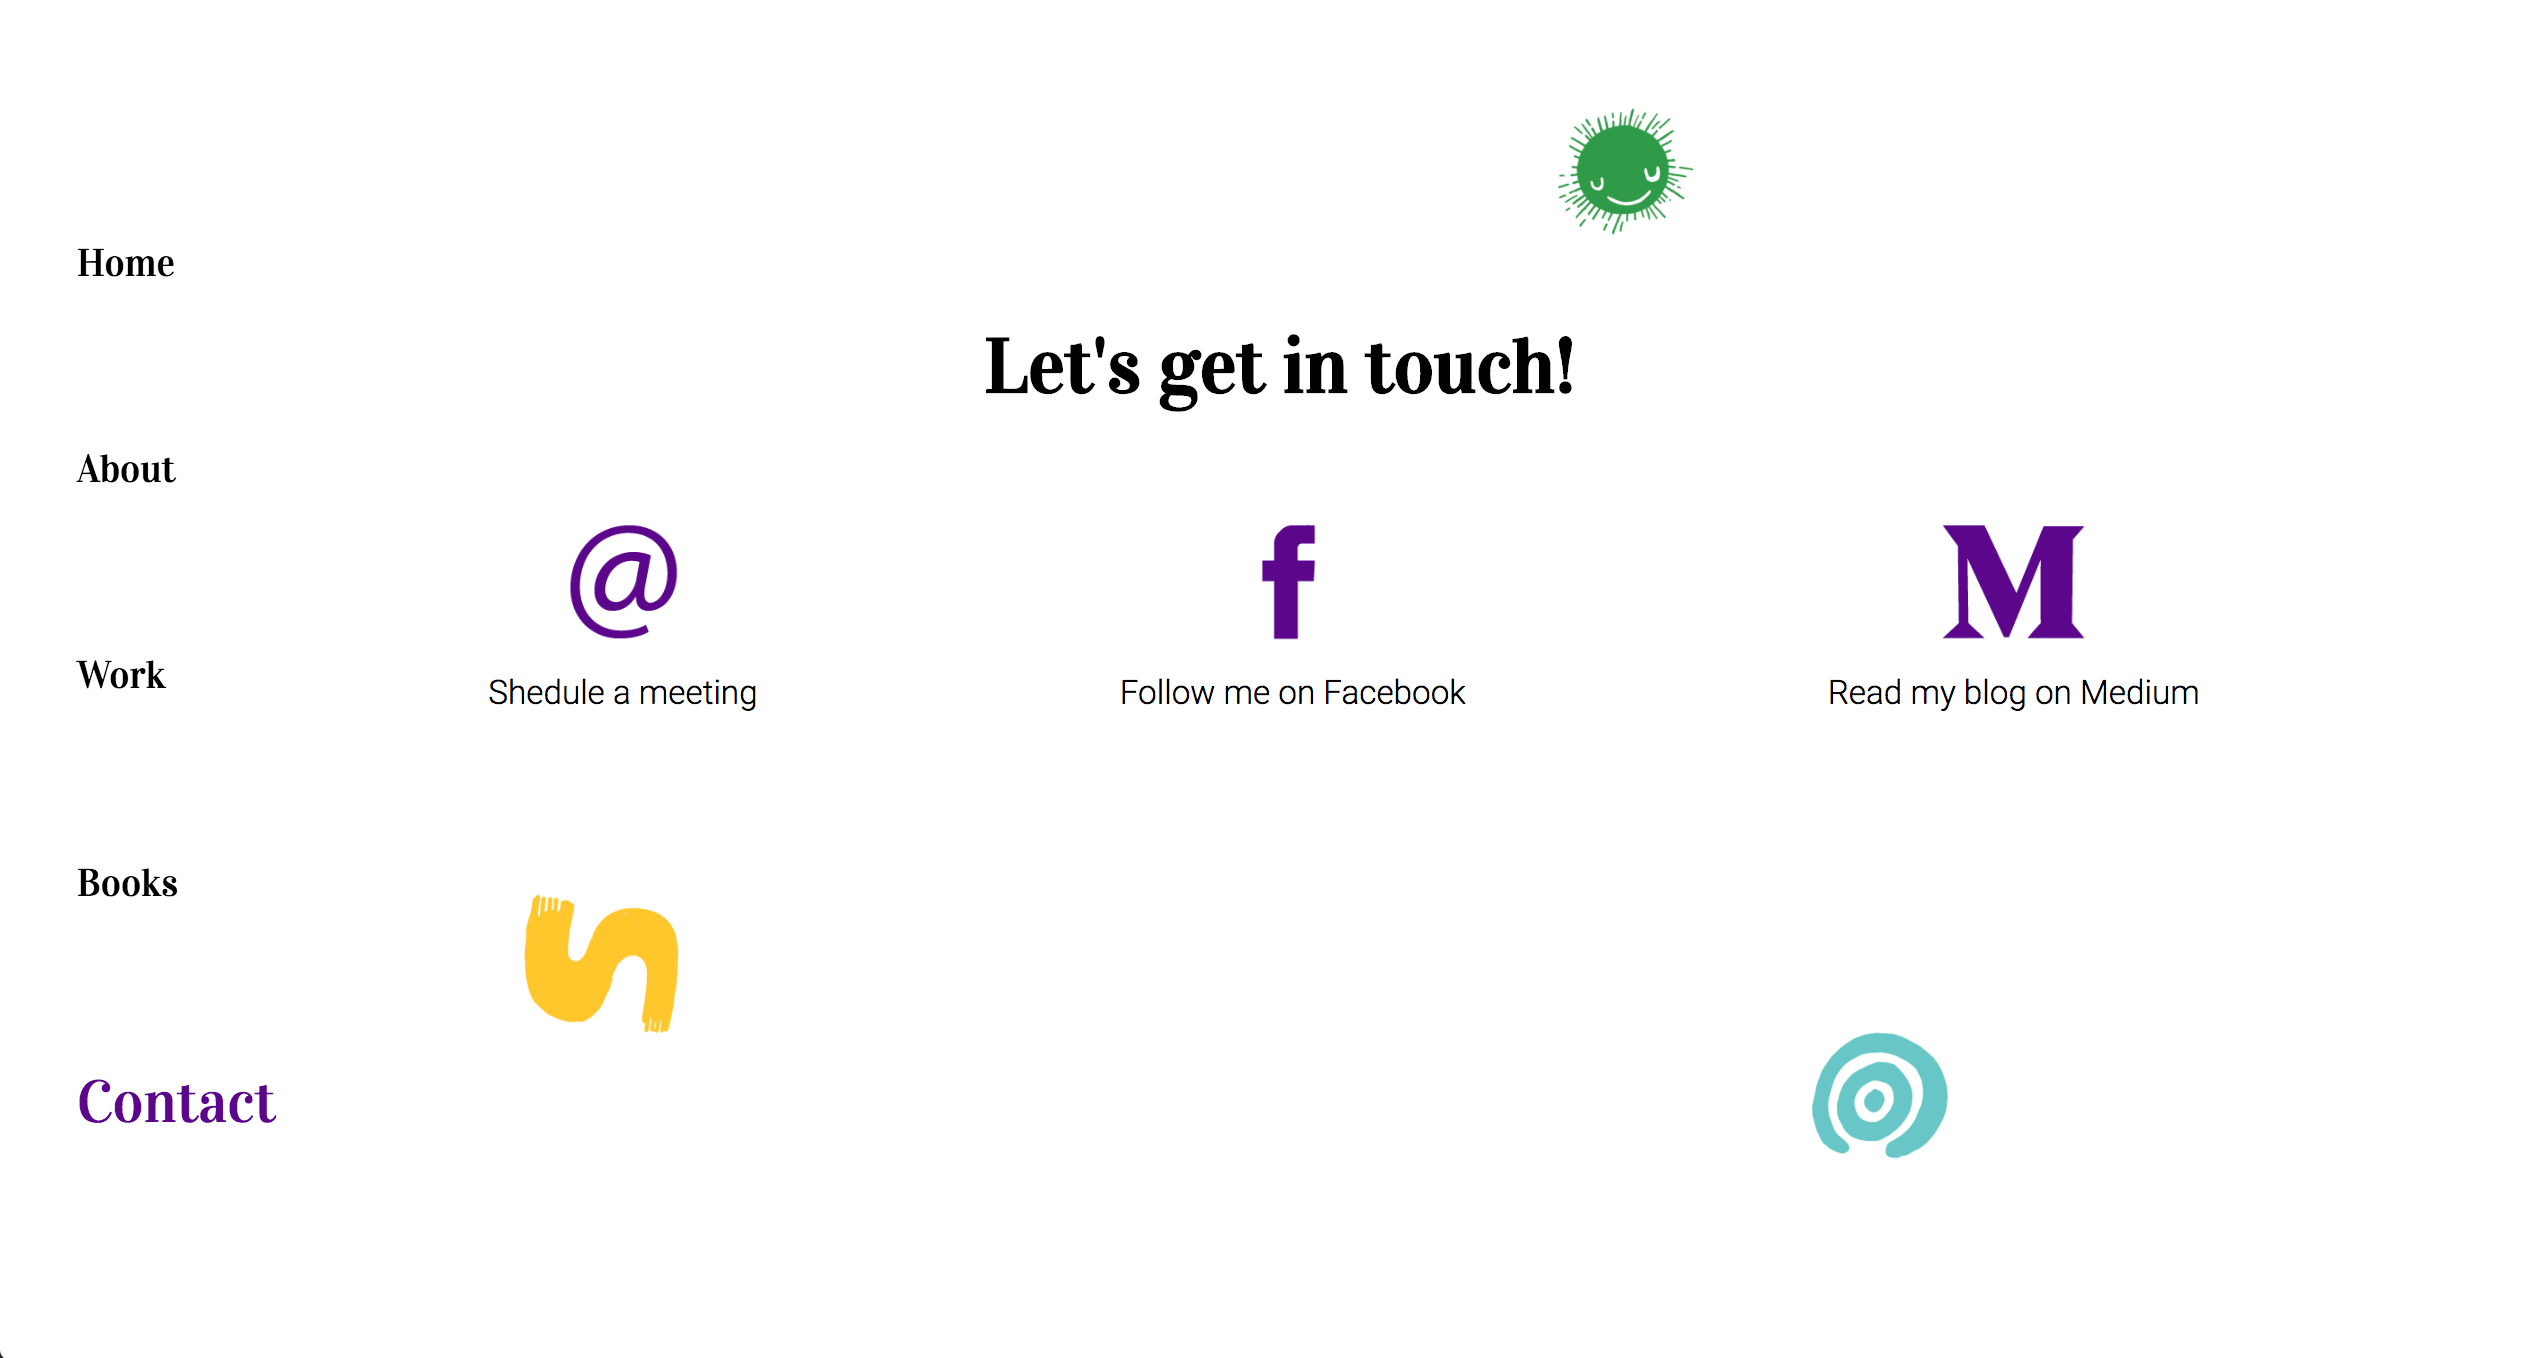 Home
Let's get in touch!
About
@
f
M
Work
Shedule a meeting
Follow me on Facebook
Read my blog on Medium
Books
Contact